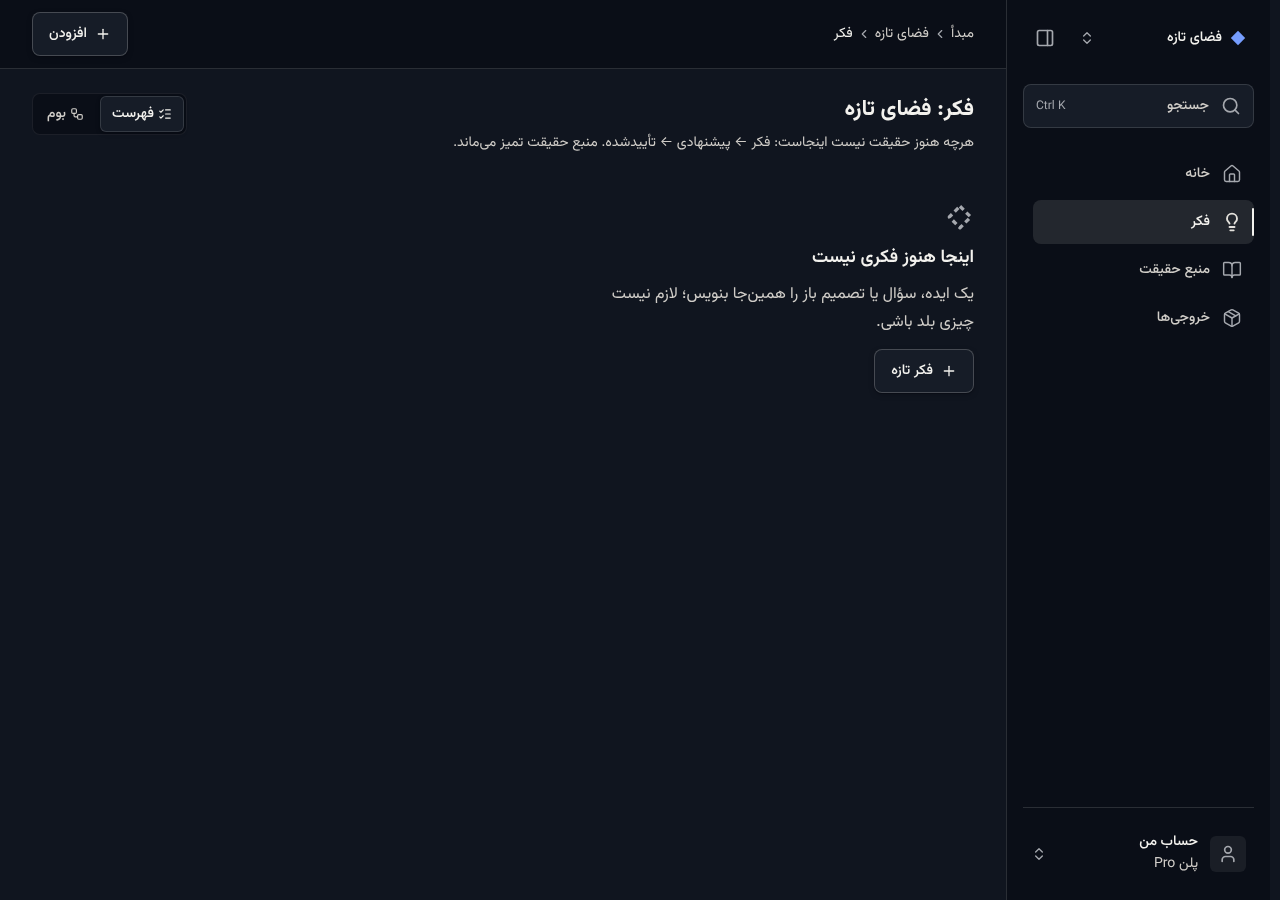 فضای تازه
جستجو
Ctrl K
خانه
فکر
منبع حقیقت
خروجی‌ها
حساب من
پلن Pro
مبدأ › فضای تازه › فکر
افزودن
فکر: فضای تازه
هرچه هنوز حقیقت نیست اینجاست: فکر ← پیشنهادی ← تأییدشده. منبع حقیقت تمیز می‌ماند.
فهرست
بوم
اینجا هنوز فکری نیست
یک ایده، سؤال یا تصمیم باز را همین‌جا بنویس؛ لازم نیست
چیزی بلد باشی.
فکر تازه